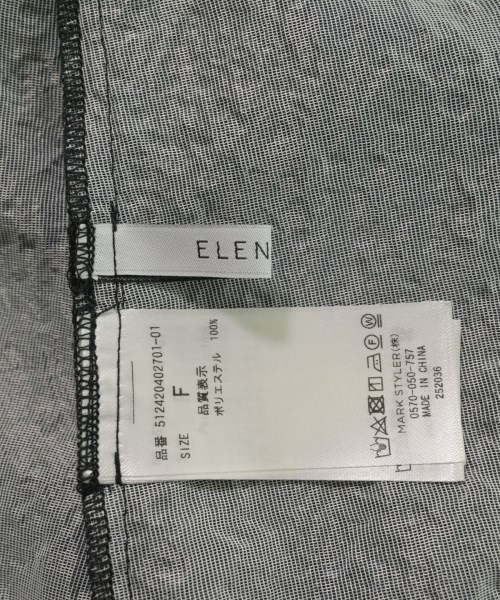 ELEN
品番 512420402701-01
SIZE F
品質表示
ポリエステル 100%
MARK STYLER(株)
0570-050-757
MADE IN CHINA
252036